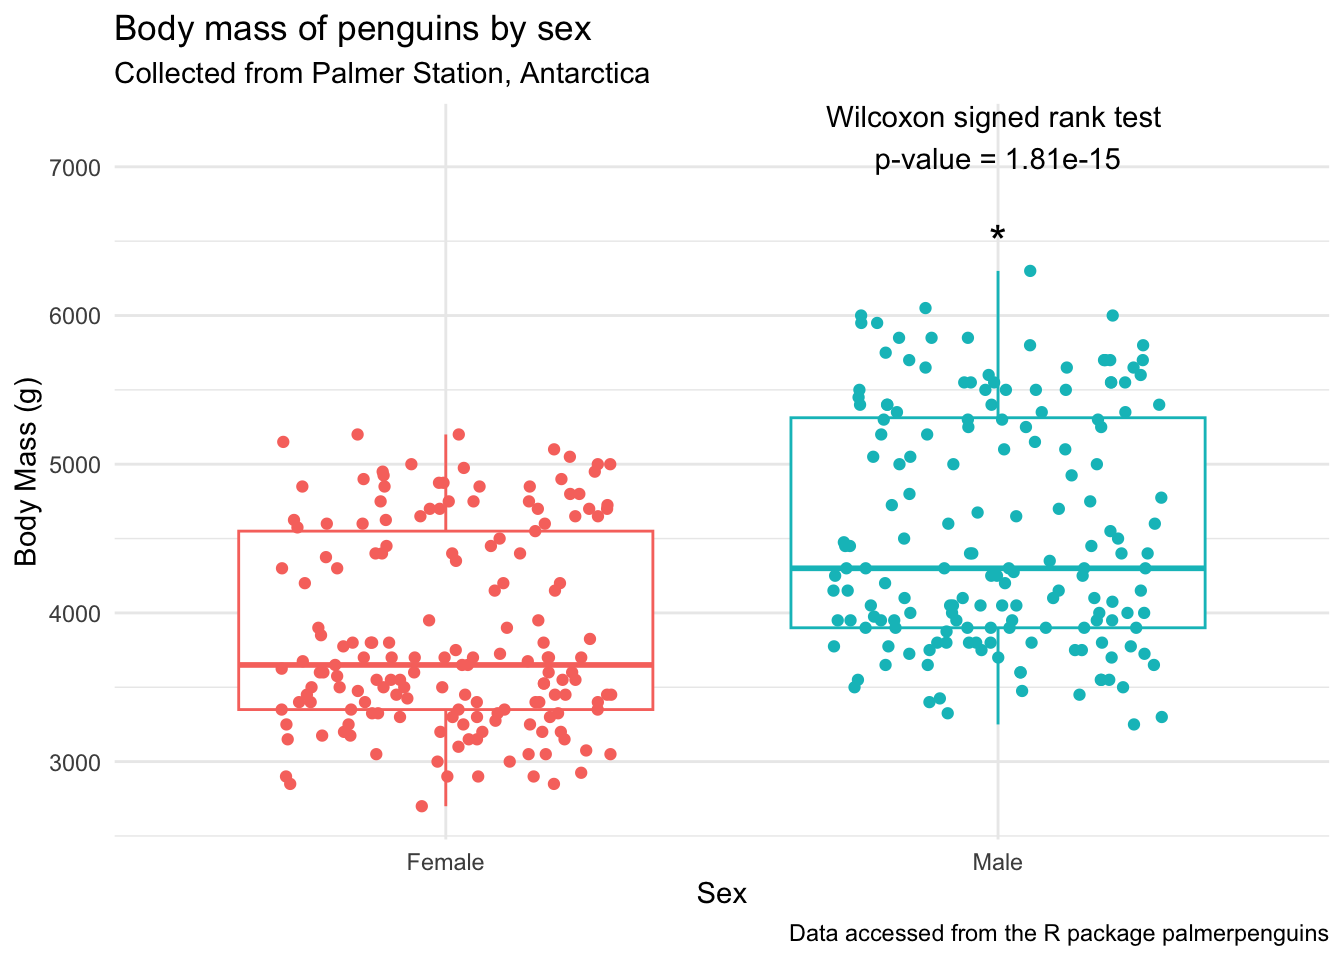 Body mass of penguins by sex
Collected from Palmer Station, Antarctica
Wilcoxon signed rank test
p-value = 1.81e-15
*
7000
6000
5000
4000
3000
Body Mass (g)
Female
Male
Sex
Data accessed from the R package palmerpenguins